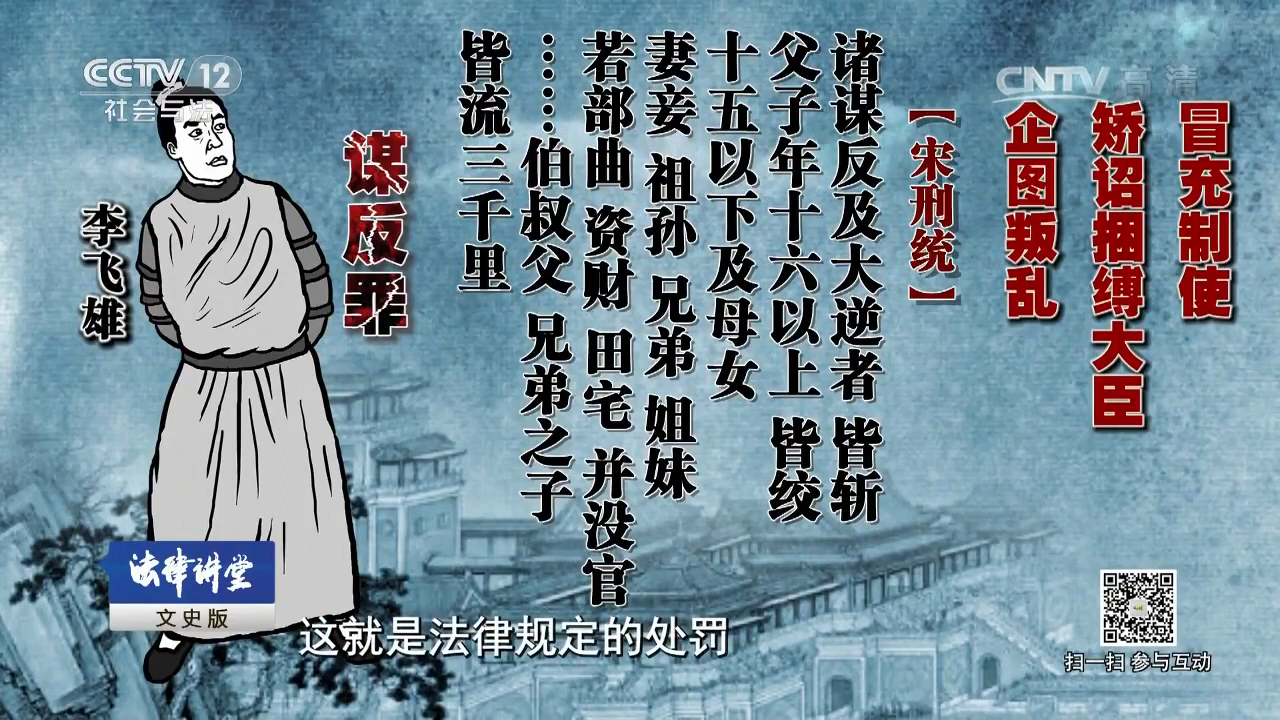 CCTV 12
社会与法
CNTV 高清
冒充制使
矫诏捆缚大臣
企图叛乱
【宋刑统】
诸谋反及大逆者 皆斩
父子年十六以上 皆绞
十五以下及母女
妻妾 祖孙 兄弟 姐妹
若部曲 资财 田宅 并没官
……伯叔父 兄弟之子
皆流三千里
谋反罪
李飞雄
法律讲堂
文史版
这就是法律规定的处罚
扫一扫 参与互动